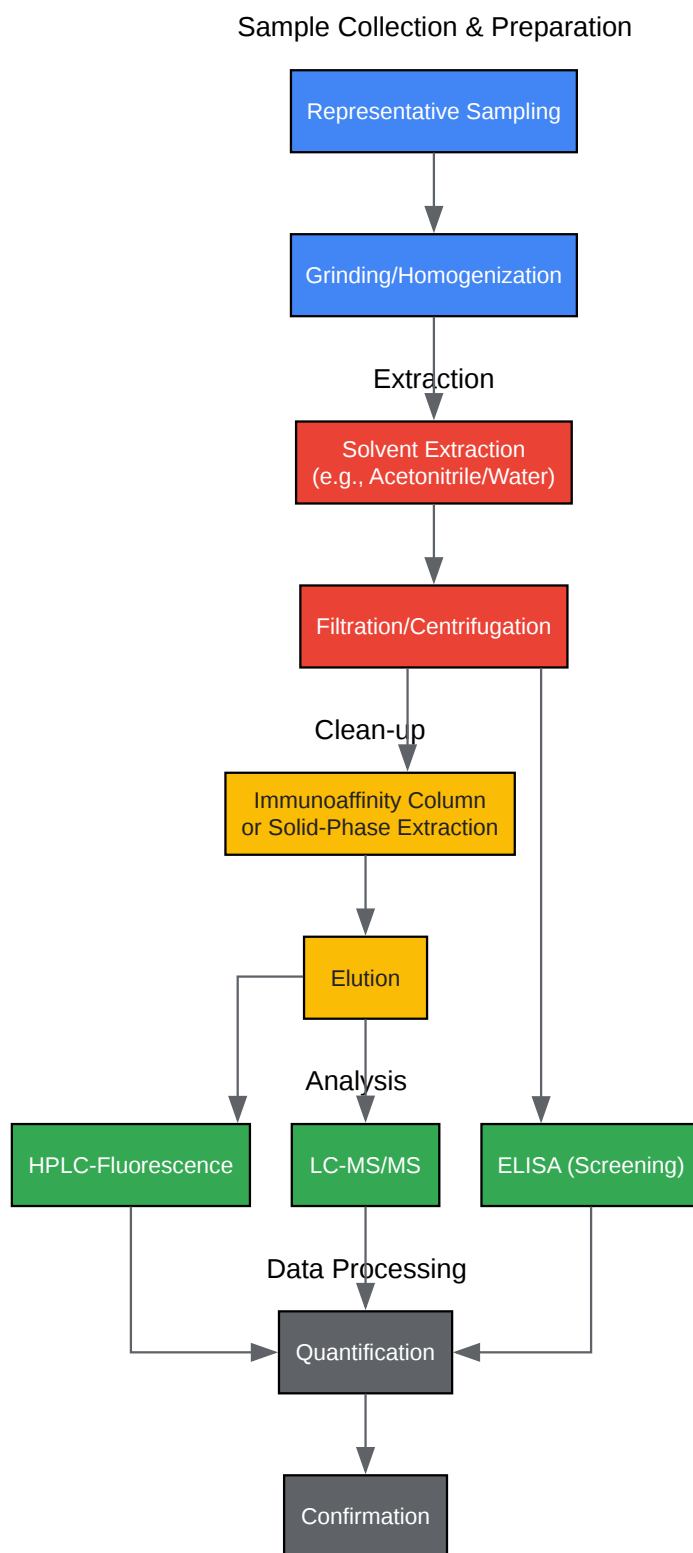 Sample Collection & Preparation
Representative Sampling
Grinding/Homogenization
Extraction
Solvent Extraction
(e.g., Acetonitrile/Water)
Filtration/Centrifugation
Clean-up
Immunoaffinity Column
or Solid-Phase Extraction
Elution
Analysis
HPLC-Fluorescence
LC-MS/MS
ELISA (Screening)
Data Processing
Quantification
Confirmation